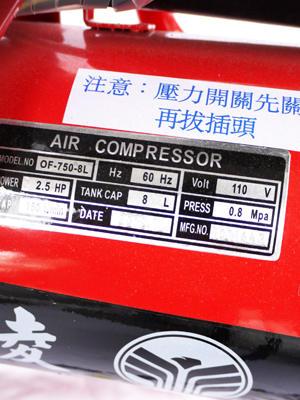 注意：壓力開關先關
再拔插頭
AIR COMPRESSOR
MODEL.NO OF-750-8L Hz 60 Hz Volt 110 V
POWER 2.5 HP TANK CAP 8 L PRESS 0.8 Mpa
CAP DATE MFG.NO.